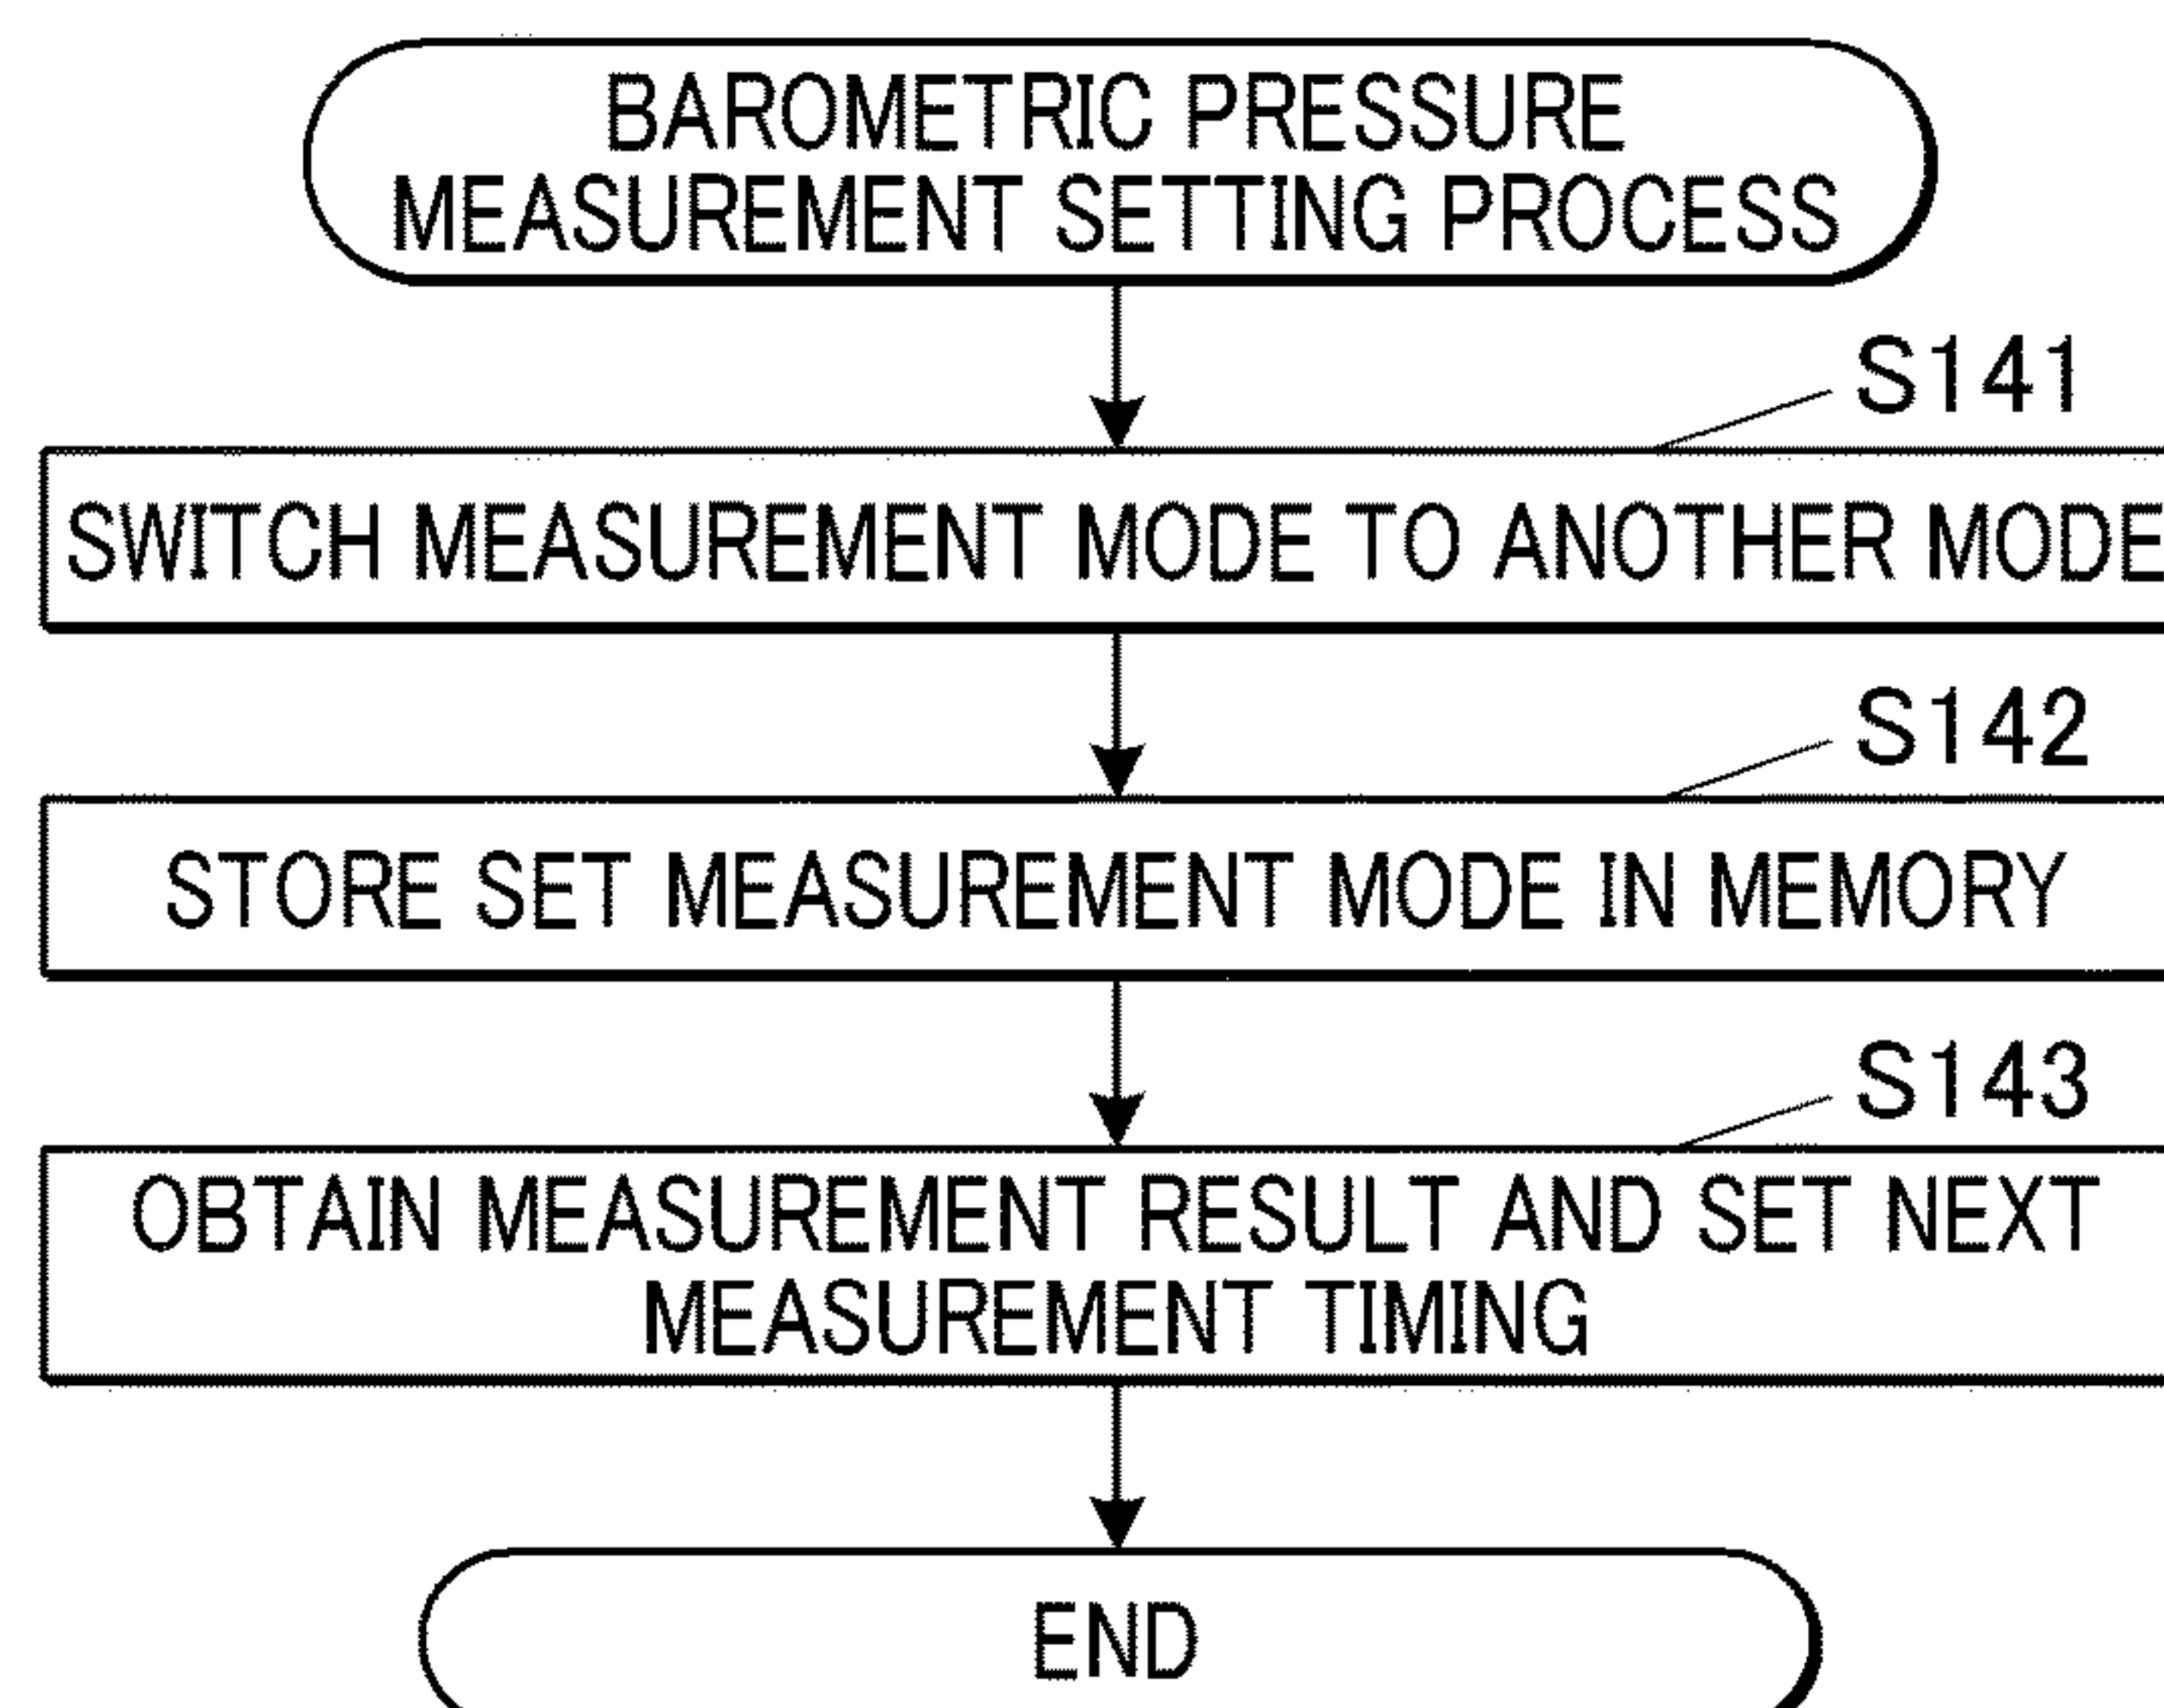 BAROMETRIC PRESSURE
MEASUREMENT SETTING PROCESS
S141
SWITCH MEASUREMENT MODE TO ANOTHER MODE
S142
STORE SET MEASUREMENT MODE IN MEMORY
S143
OBTAIN MEASUREMENT RESULT AND SET NEXT
MEASUREMENT TIMING
END